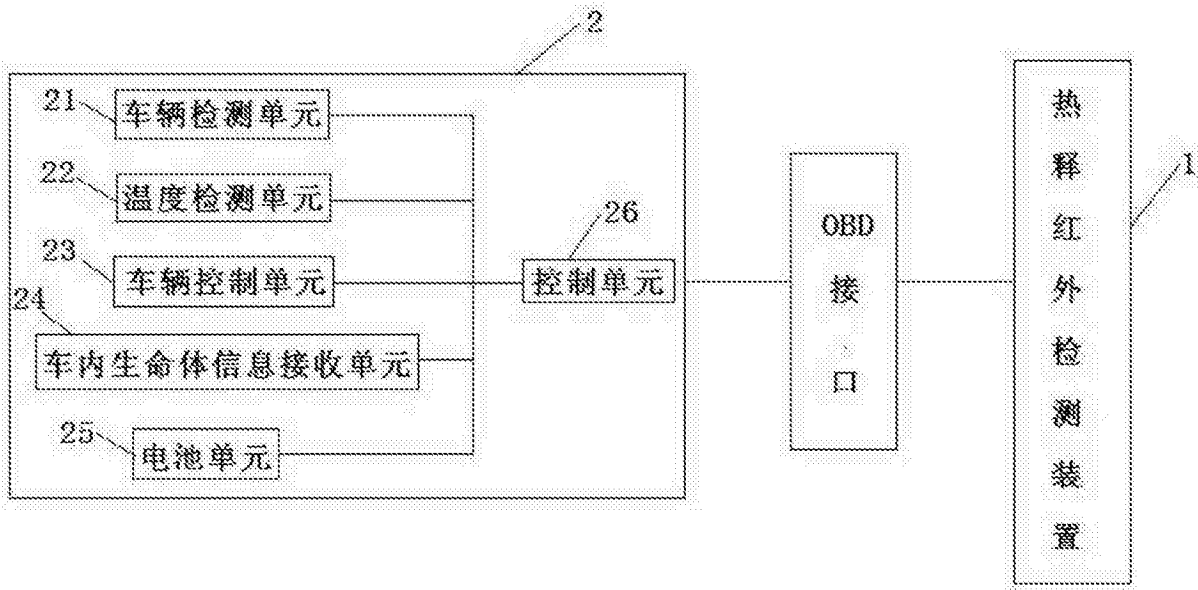 2
21
车辆检测单元
22
温度检测单元
23
车辆控制单元
24
车内生命体信息接收单元
25
电池单元
26
控制单元
OBD
接
口
1
热
释
红
外
检
测
装
置